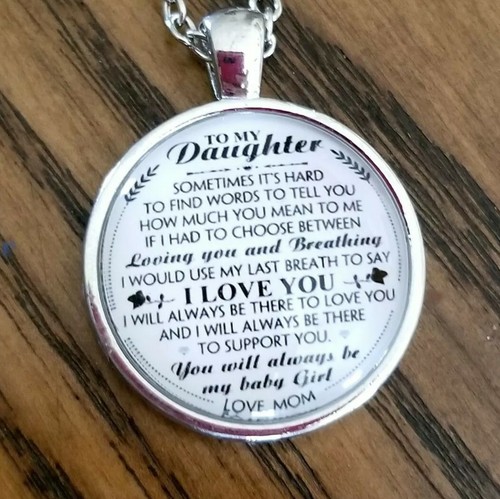 TO MY
Daughter
SOMETIMES IT'S HARD
TO FIND WORDS TO TELL YOU
HOW MUCH YOU MEAN TO ME
IF I HAD TO CHOOSE BETWEEN
Loving you and Breathing
I WOULD USE MY LAST BREATH TO SAY
I LOVE YOU
I WILL ALWAYS BE THERE TO LOVE YOU
AND I WILL ALWAYS BE THERE
TO SUPPORT YOU.
You will always be
my baby Girl
LOVE MOM